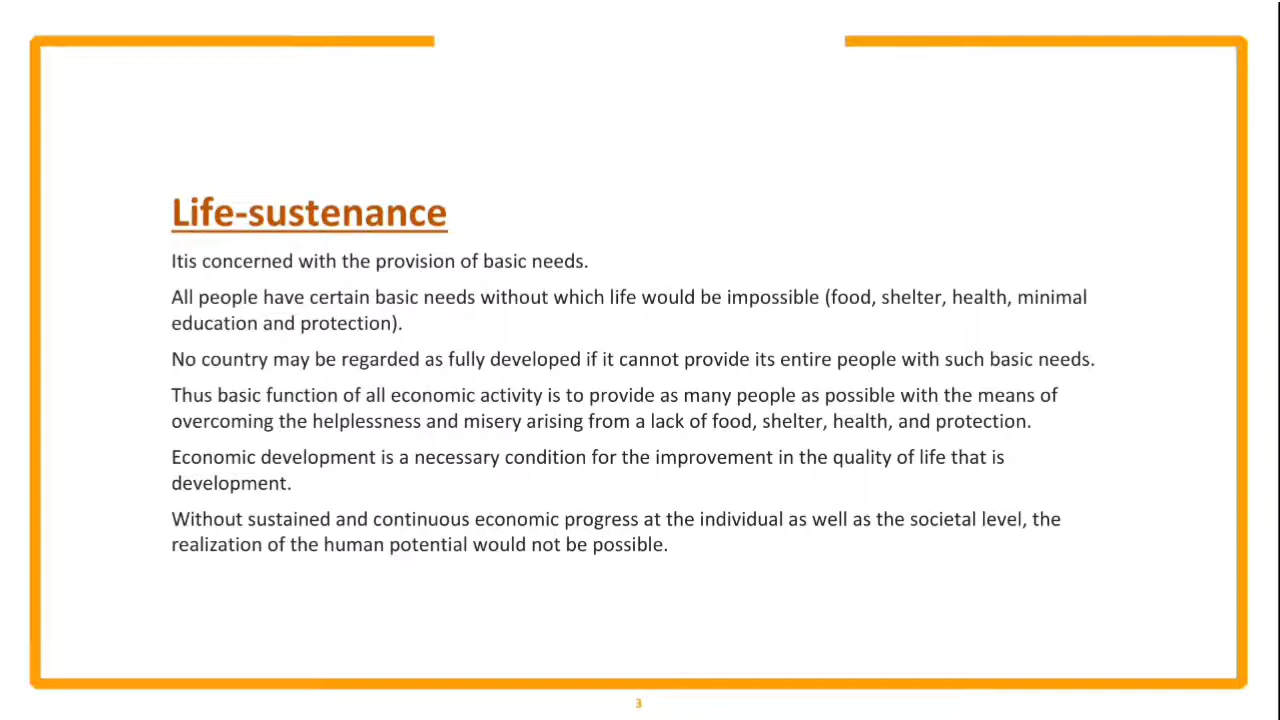 Life-sustenance
Itis concerned with the provision of basic needs.
All people have certain basic needs without which life would be impossible (food, shelter, health, minimal
education and protection).
No country may be regarded as fully developed if it cannot provide its entire people with such basic needs.
Thus basic function of all economic activity is to provide as many people as possible with the means of
overcoming the helplessness and misery arising from a lack of food, shelter, health, and protection.
Economic development is a necessary condition for the improvement in the quality of life that is
development.
Without sustained and continuous economic progress at the individual as well as the societal level, the
realization of the human potential would not be possible.
3